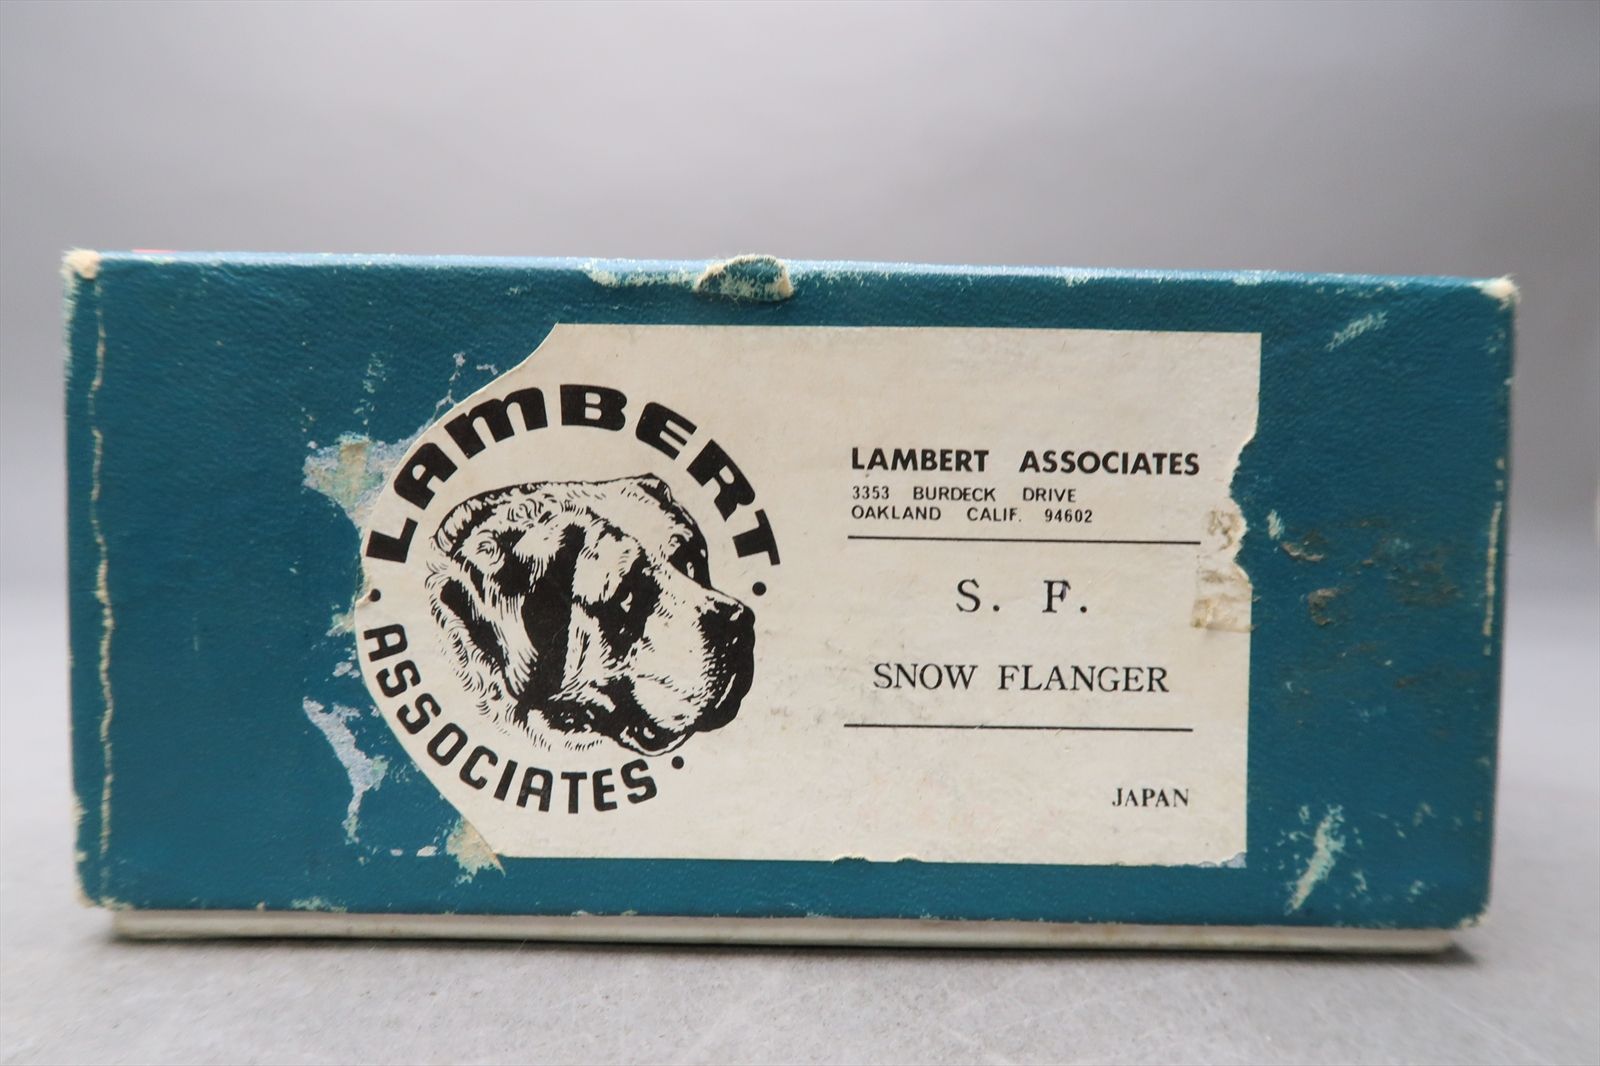 LAMBERT
ASSOCIATES
LAMBERT ASSOCIATES
3353 BURDECK DRIVE
OAKLAND CALIF. 94602
S. F.
SNOW FLANGER
JAPAN